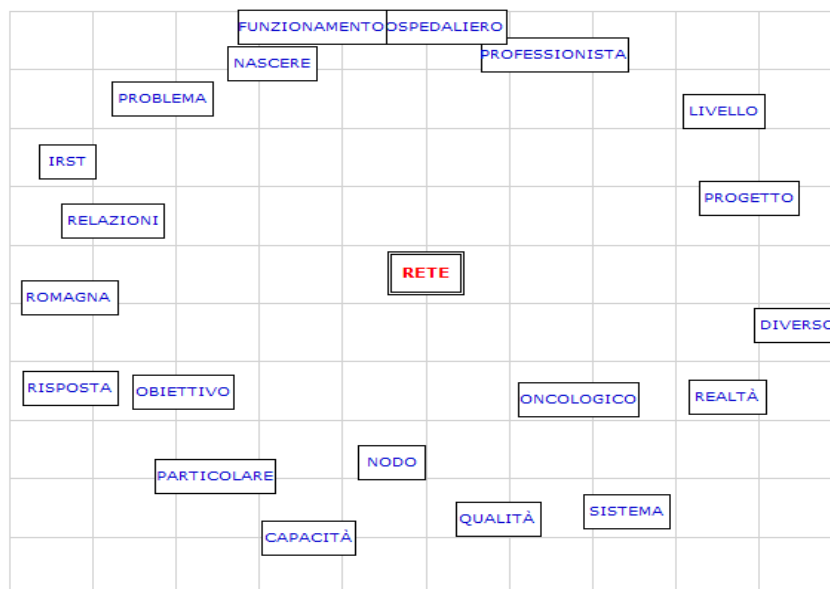 FUNZIONAMENTO OSPEDALIERO
PROFESSIONISTA
NASCERE
PROBLEMA
LIVELLO
IRST
PROGETTO
RELAZIONI
RETE
ROMAGNA
DIVERSO
RISPOSTA
OBIETTIVO
ONCOLOGICO
REALTÀ
NODO
PARTICOLARE
SISTEMA
QUALITÀ
CAPACITÀ